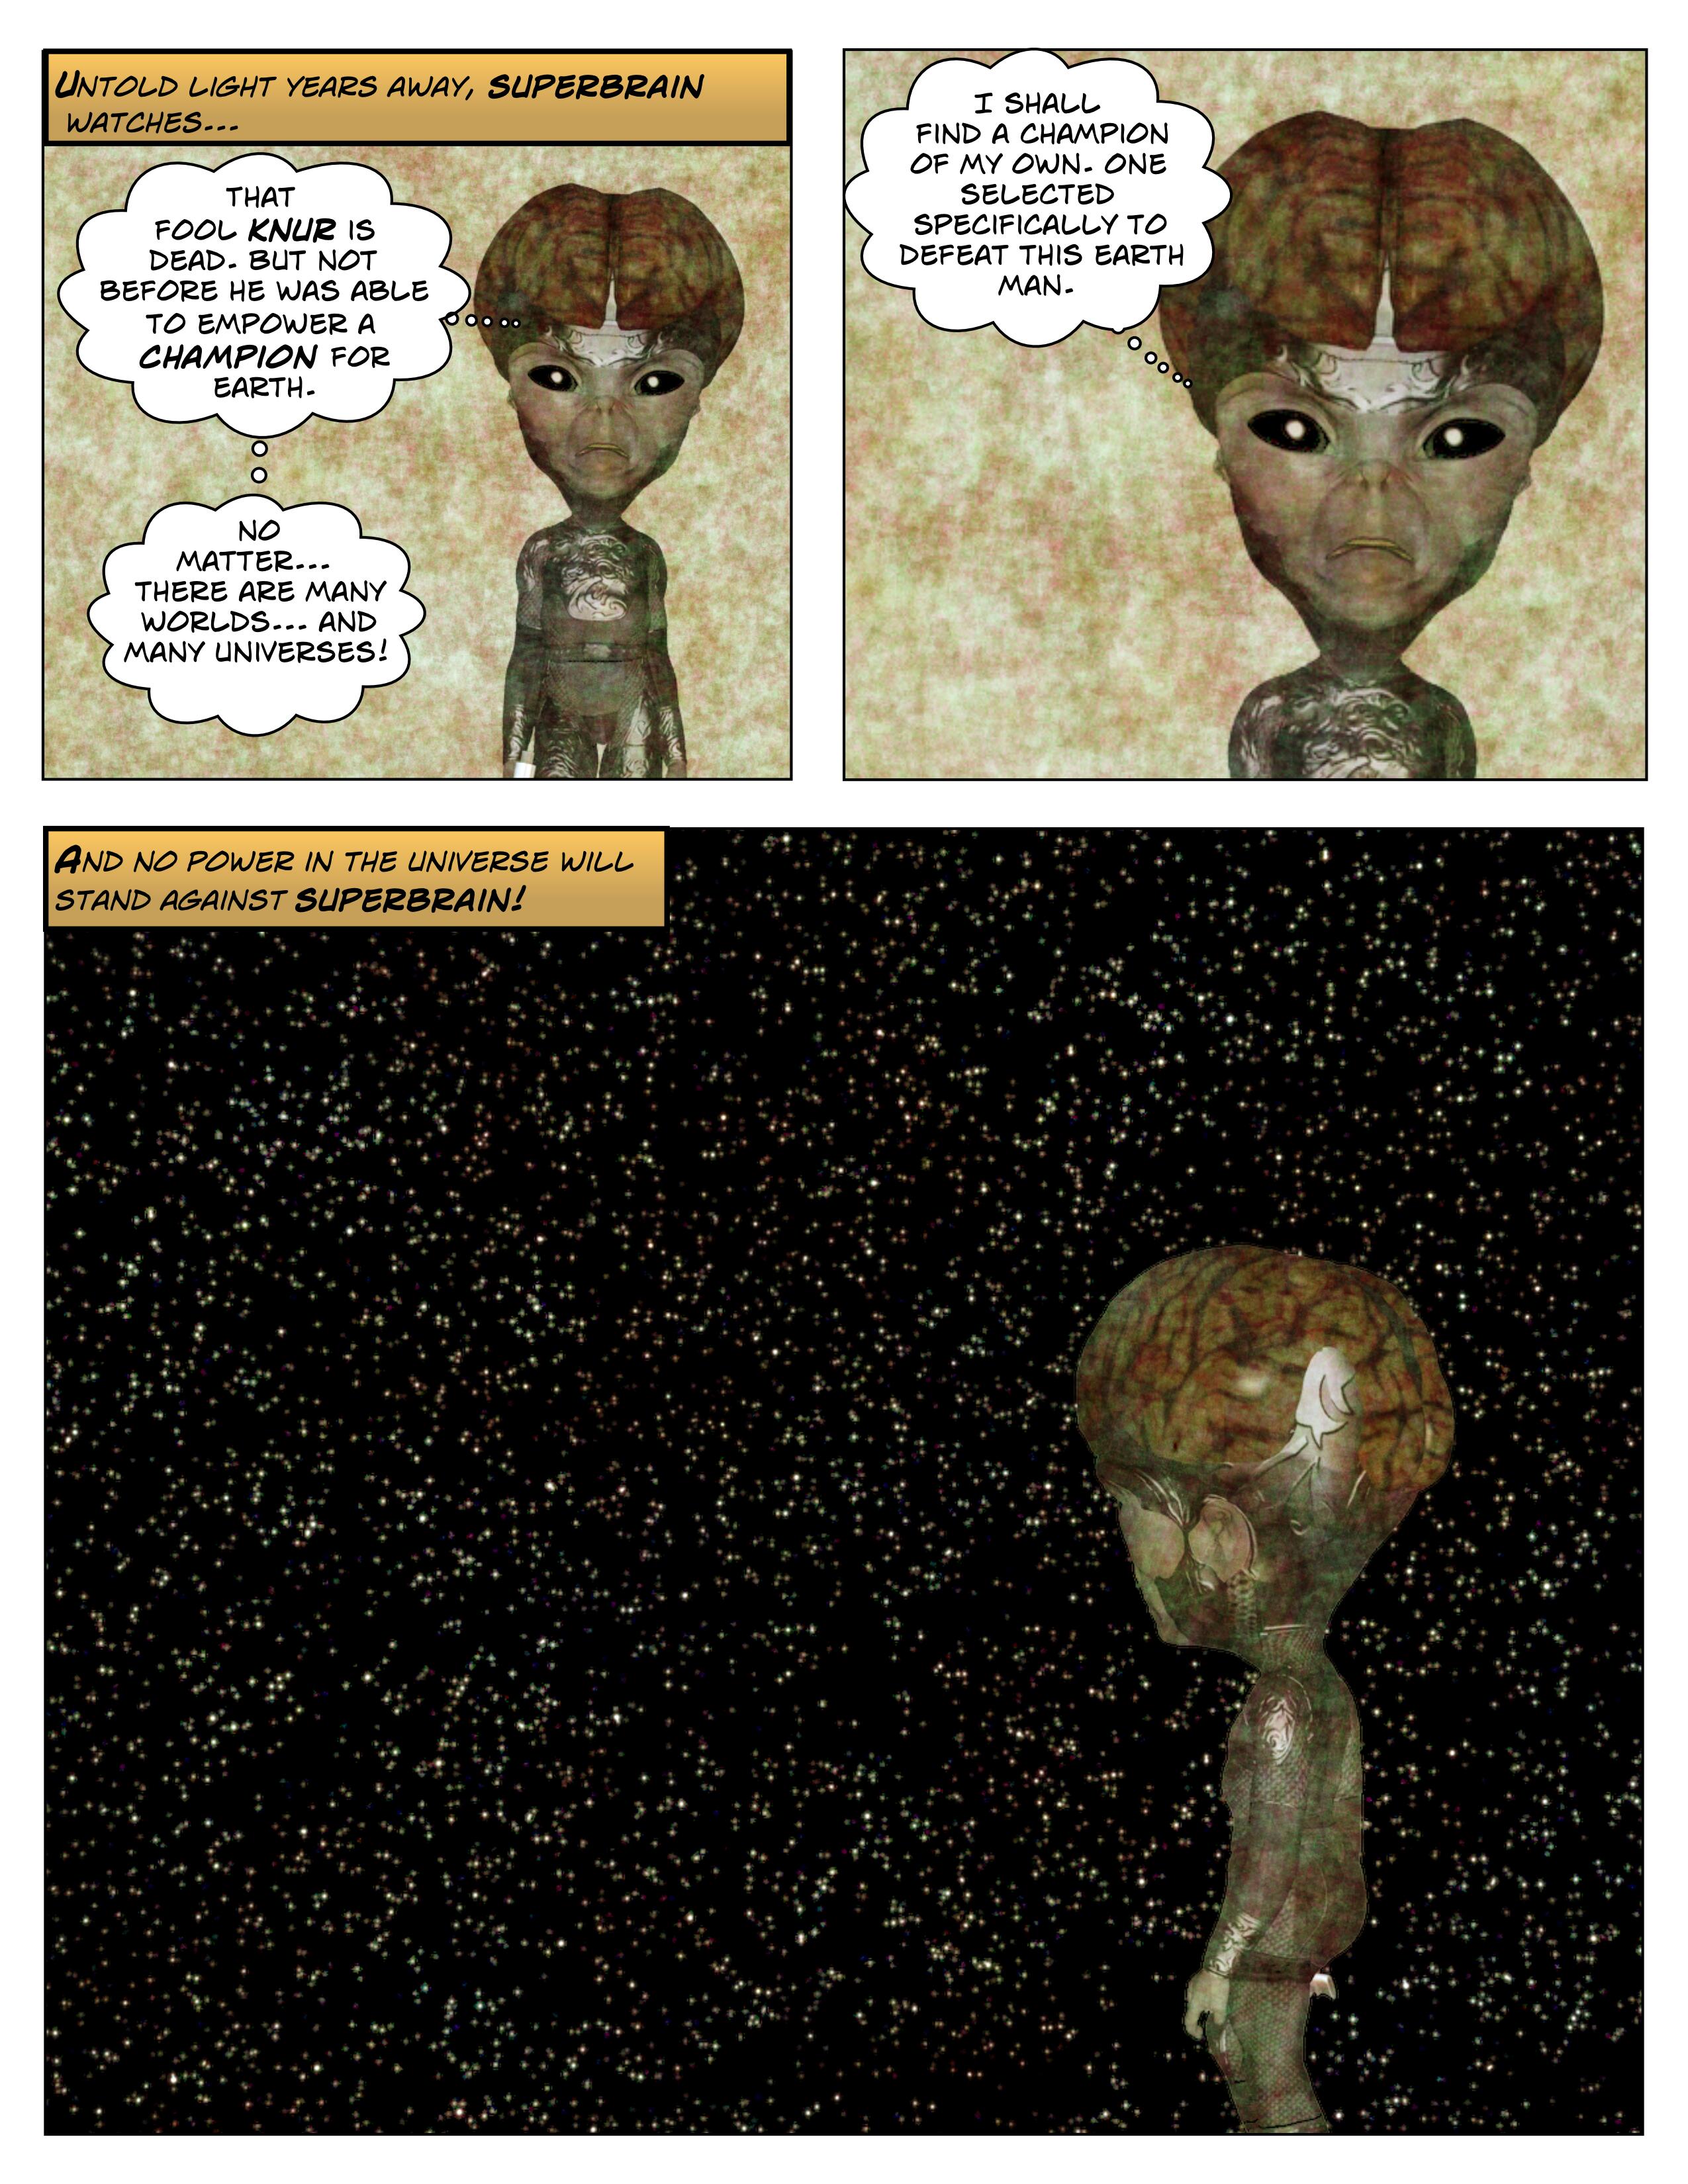 UNTOLD LIGHT YEARS AWAY, SUPERBRAIN
WATCHES...
THAT
FOOL KNUR IS
DEAD. BUT NOT
BEFORE HE WAS ABLE
TO EMPOWER A
CHAMPION FOR
EARTH.
NO
MATTER...
THERE ARE MANY
WORLDS... AND
MANY UNIVERSES!
I SHALL
FIND A CHAMPION
OF MY OWN. ONE
SELECTED
SPECIFICALLY TO
DEFEAT THIS EARTH
MAN.
AND NO POWER IN THE UNIVERSE WILL
STAND AGAINST SUPERBRAIN!